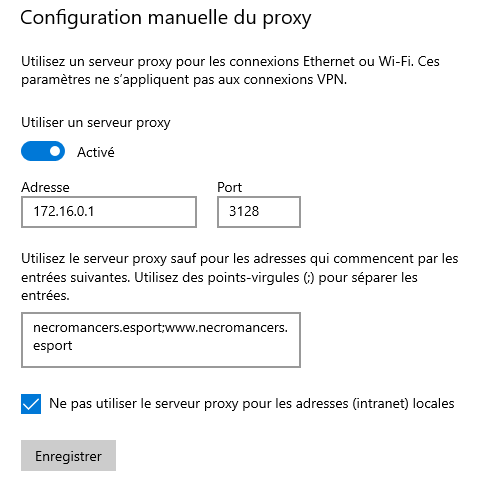 Configuration manuelle du proxy
Utilisez un serveur proxy pour les connexions Ethernet ou Wi-Fi. Ces
paramètres ne s’appliquent pas aux connexions VPN.
Utiliser un serveur proxy
Activé
Adresse Port
172.16.0.1 3128
Utilisez le serveur proxy sauf pour les adresses qui commencent par les
entrées suivantes. Utilisez des points-virgules (;) pour séparer les
entrées.
necromancers.esport;www.necromancers.
esport
Ne pas utiliser le serveur proxy pour les adresses (intranet) locales
Enregistrer